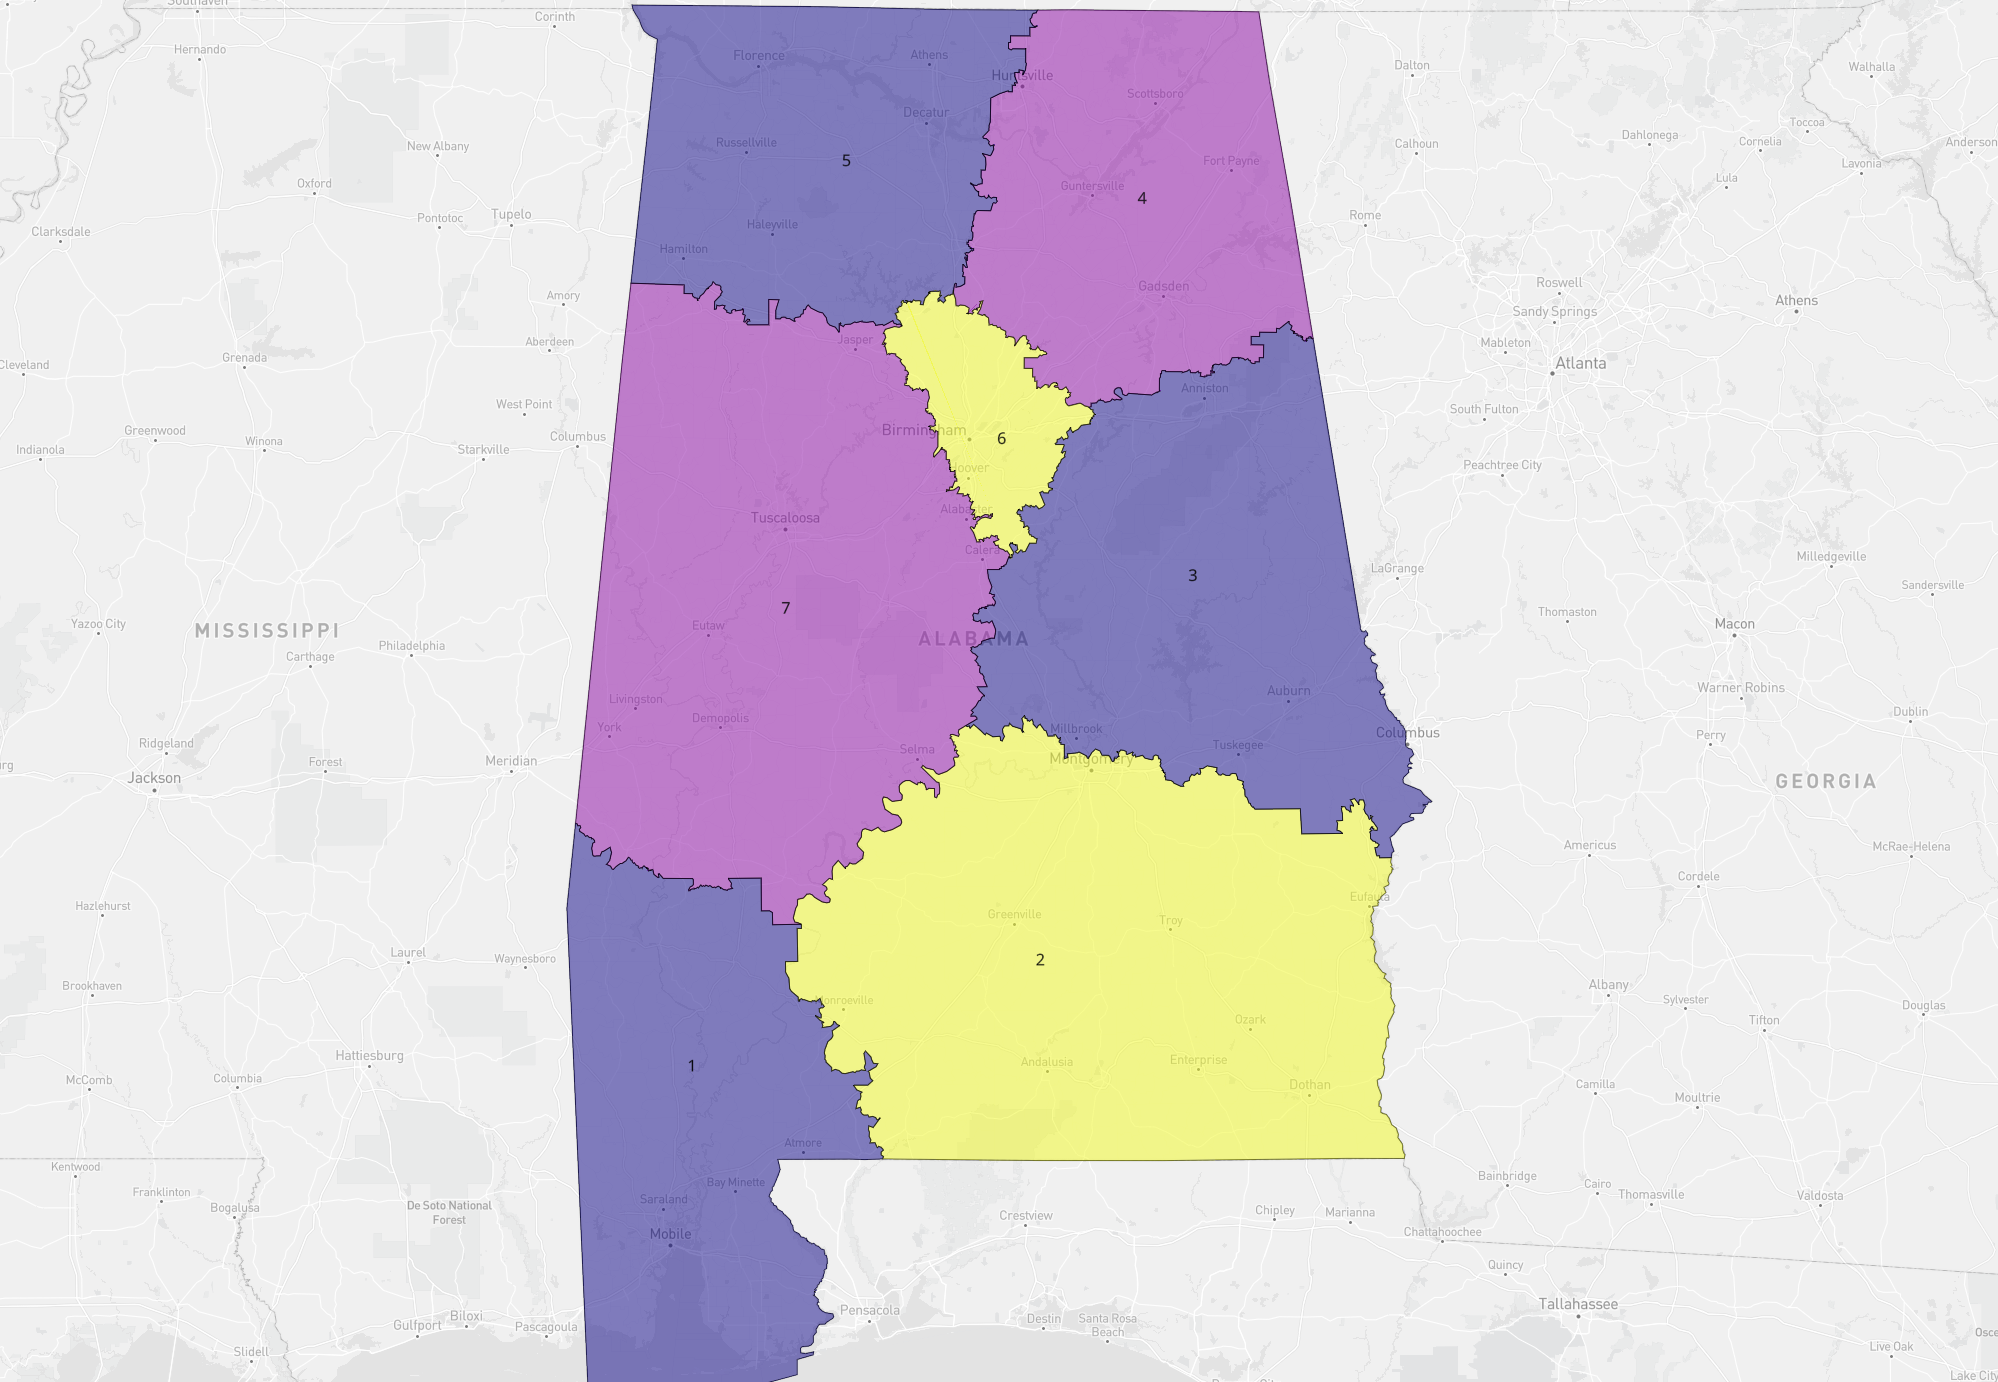 Southaven
Corinth
Hernando
Florence
Athens
Huntsville
Dalton
Walhalla
Scottsboro
Decatur
Toccoa
Dahlonega
Cornelia
Anderson
New Albany
Russellville
Calhoun
5
Fort Payne
Lavonia
Oxford
Guntersville
Lula
4
Pontotoc
Tupelo
Rome
Clarksdale
Haleyville
Hamilton
Roswell
Gadsden
Amory
Athens
Sandy Springs
Aberdeen
Jasper
Mableton
Grenada
Cleveland
Atlanta
Anniston
West Point
South Fulton
Greenwood
Birmingham
6
Winona
Columbus
Indianola
Starkville
Hoover
Peachtree City
Alabaster
Tuscaloosa
Calera
Milledgeville
LaGrange
3
Sandersville
7
Thomaston
Yazoo City
Eutaw
Macon
MISSISSIPPI
ALABAMA
Philadelphia
Carthage
Warner Robins
Auburn
Livingston
Demopolis
Dublin
York
Millbrook
Columbus
Perry
Ridgeland
Selma
Tuskegee
rg
Forest
Meridian
Montgomery
Jackson
GEORGIA
Americus
McRae-Helena
Cordele
Eufaula
Hazlehurst
Greenville
Troy
Laurel
Waynesboro
2
Brookhaven
Albany
Monroeville
Sylvester
Douglas
Ozark
Tifton
Hattiesburg
1
Andalusia
Enterprise
McComb
Columbia
Dothan
Camilla
Moultrie
Atmore
Kentwood
Bainbridge
Bay Minette
Cairo
Franklinton
Thomasville
Valdosta
Saraland
De Soto National
Forest
Bogalusa
Crestview
Chipley
Marianna
Mobile
Chattahoochee
Quincy
Tallahassee
Pensacola
Biloxi
Gulfport
Pascagoula
Destin
Santa Rosa
Beach
Live Oak
Slidell
Lake City